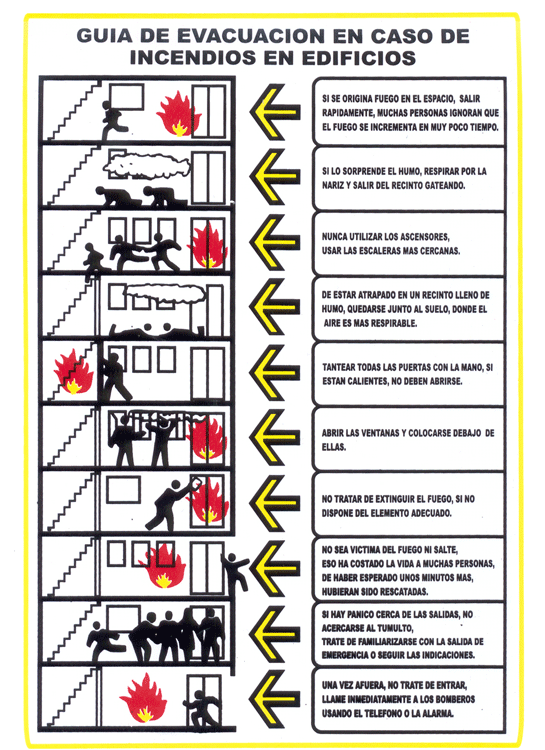 GUIA DE EVACUACION EN CASO DE
INCENDIOS EN EDIFICIOS
SI SE ORIGINA FUEGO EN EL ESPACIO, SALIR
RAPIDAMENTE, MUCHAS PERSONAS IGNORAN QUE
EL FUEGO SE INCREMENTA EN MUY POCO TIEMPO.
SI LO SORPRENDE EL HUMO, RESPIRAR POR LA
NARIZ Y SALIR DEL RECINTO GATEANDO.
NUNCA UTILIZAR LOS ASCENSORES,
USAR LAS ESCALERAS MAS CERCANAS.
DE ESTAR ATRAPADO EN UN RECINTO LLENO DE
HUMO, QUEDARSE JUNTO AL SUELO, DONDE EL
AIRE ES MAS RESPIRABLE.
TANTEAR TODAS LAS PUERTAS CON LA MANO, SI
ESTAN CALIENTES, NO DEBEN ABRIRSE.
ABRIR LAS VENTANAS Y COLOCARSE DEBAJO DE
ELLAS.
NO TRATAR DE EXTINGUIR EL FUEGO, SI NO
DISPONE DEL ELEMENTO ADECUADO.
NO SEA VICTIMA DEL FUEGO NI SALTE,
ESO HA COSTADO LA VIDA A MUCHAS PERSONAS,
DE HABER ESPERADO UNOS MINUTOS MAS,
HUBIERAN SIDO RESCATADAS.
SI HAY PANICO CERCA DE LAS SALIDAS, NO
ACERCARSE AL TUMULTO,
TRATE DE FAMILIARIZARSE CON LA SALIDA DE
EMERGENCIA O SEGUIR LAS INDICACIONES.
UNA VEZ AFUERA, NO TRATE DE ENTRAR,
LLAME INMEDIATAMENTE A LOS BOMBEROS
USANDO EL TELEFONO O LA ALARMA.